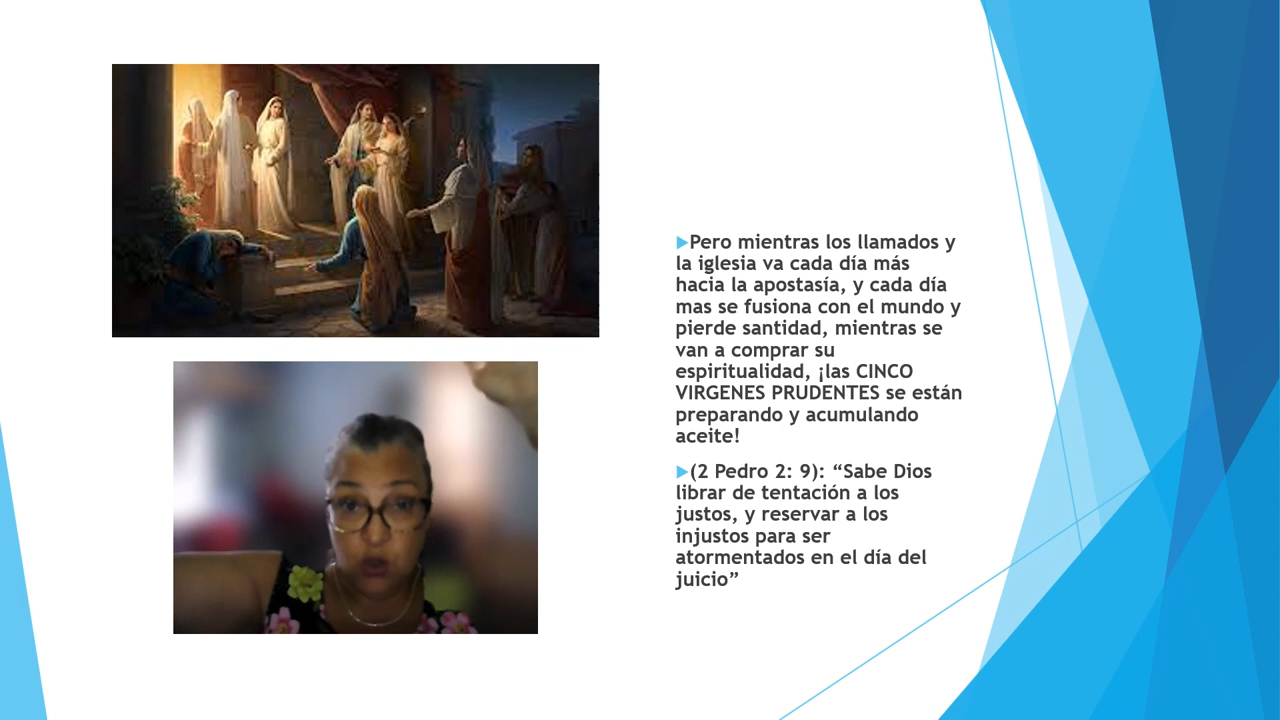 Pero mientras los llamados y
la iglesia va cada día más
hacia la apostasía, y cada día
mas se fusiona con el mundo y
pierde santidad, mientras se
van a comprar su
espiritualidad, ¡las CINCO
VIRGENES PRUDENTES se están
preparando y acumulando
aceite!
(2 Pedro 2: 9): “Sabe Dios
librar de tentación a los
justos, y reservar a los
injustos para ser
atormentados en el día del
juicio”